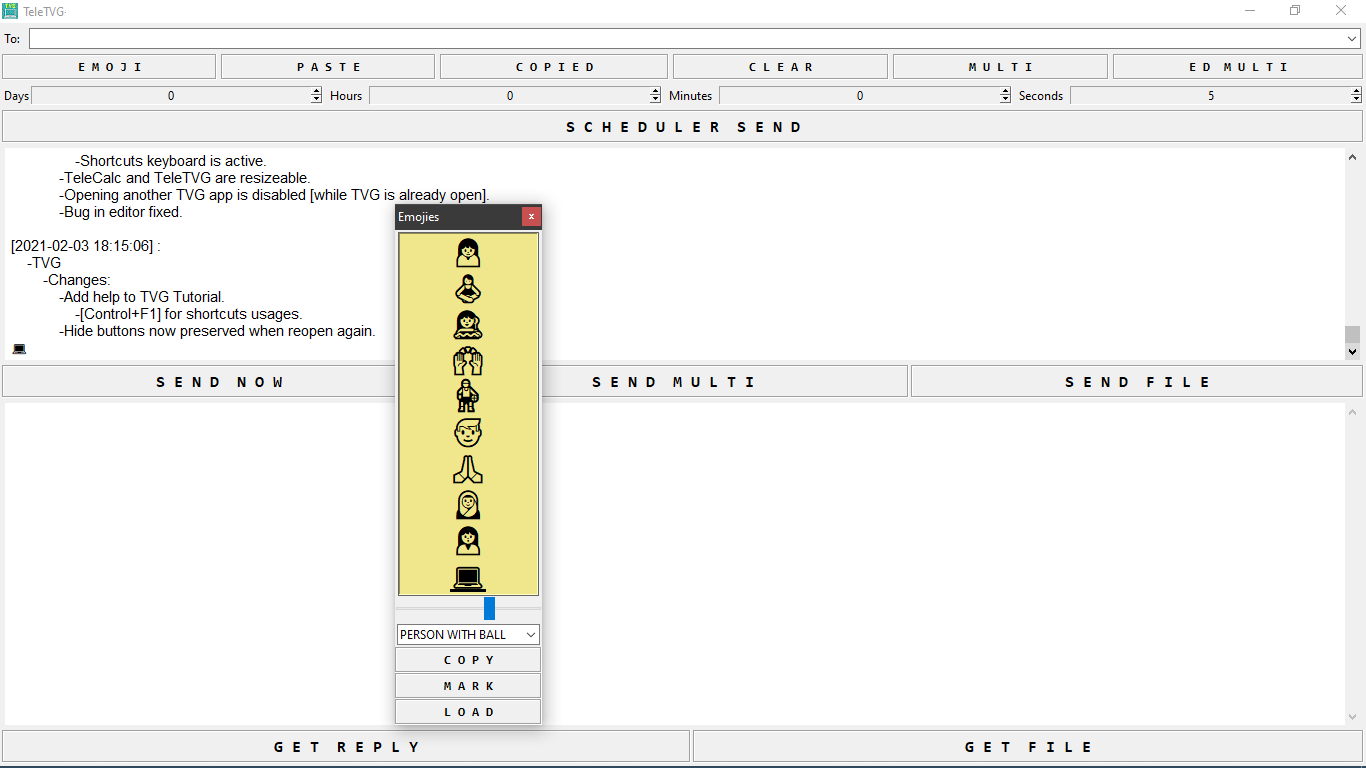 TVG
TeleTVG-
To:
EMOJI PASTE COPIED CLEAR MULTI ED MULTI
Days 0 Hours 0 Minutes 0 Seconds 5
SCHEDULER SEND
-Shortcuts keyboard is active.
-TeleCalc and TeleTVG are resizeable.
-Opening another TVG app is disabled [while TVG is already open].
-Bug in editor fixed.
[2021-02-03 18:15:06] :
-TVG
-Changes:
-Add help to TVG Tutorial.
-[Control+F1] for shortcuts usages.
-Hide buttons now preserved when reopen again.
SEND NOW SEND MULTI SEND FILE
Emojies x
PERSON WITH BALL
COPY
MARK
LOAD
GET REPLY GET FILE